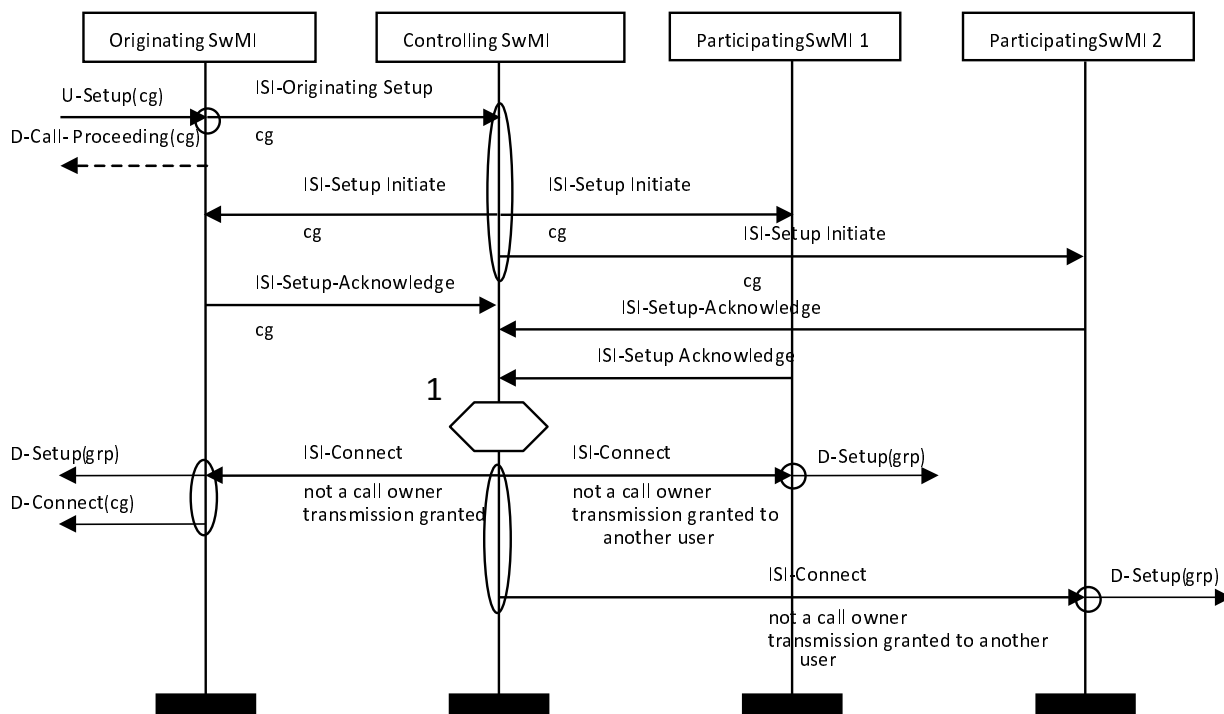 Originating SwMI
Controlling SwMI
ParticipatingSwMI 1
ParticipatingSwMI 2
U-Setup(cg)
ISI-Originating Setup
D-Call-Proceeding(cg)
cg
ISI-Setup Initiate
ISI-Setup Initiate
cg
cg
ISI-Setup Initiate
ISI-Setup-Acknowledge
cg
ISI-Setup-Acknowledge
cg
ISI-Setup Acknowledge
1
D-Setup(grp)
ISI-Connect
ISI-Connect
D-Setup(grp)
D-Connect(cg)
not a call owner
transmission granted
not a call owner
transmission granted to
another user
ISI-Connect
D-Setup(grp)
not a call owner
transmission granted to another
user